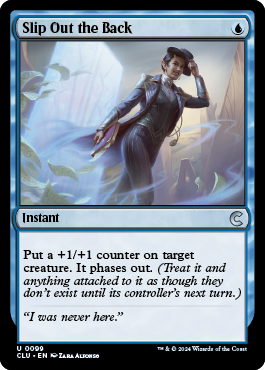 Slip Out the Back
Instant
Put a +1/+1 counter on target
creature. It phases out. (Treat it and
anything attached to it as though they
don't exist until its controller's next turn.)
"I was never here."
U 0099
CLU • EN ZARA ALFONSO
™ & © 2024 Wizards of the Coast